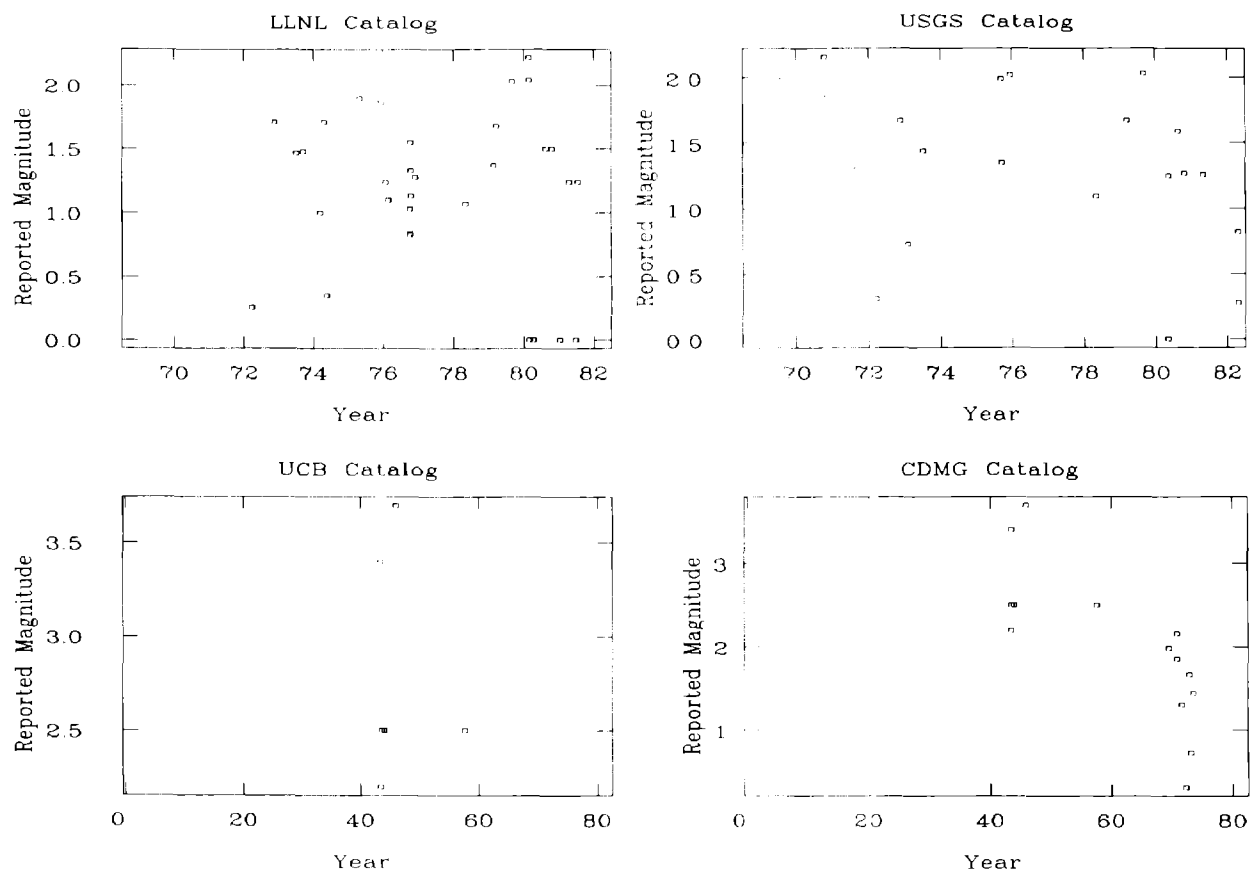 LLNL Catalog
Reported Magnitude
2.0
1.5
1.0
0.5
0.0
70 72 74 76 78 80 82
Year
USGS Catalog
Reported Magnitude
2 0
1 5
1 0
0 5
0 0
70 72 74 76 78 80 82
Year
UCB Catalog
Reported Magnitude
3.5
3.0
2.5
0 20 40 60 80
Year
CDMG Catalog
Reported Magnitude
3
2
1
0 20 40 60 80
Year